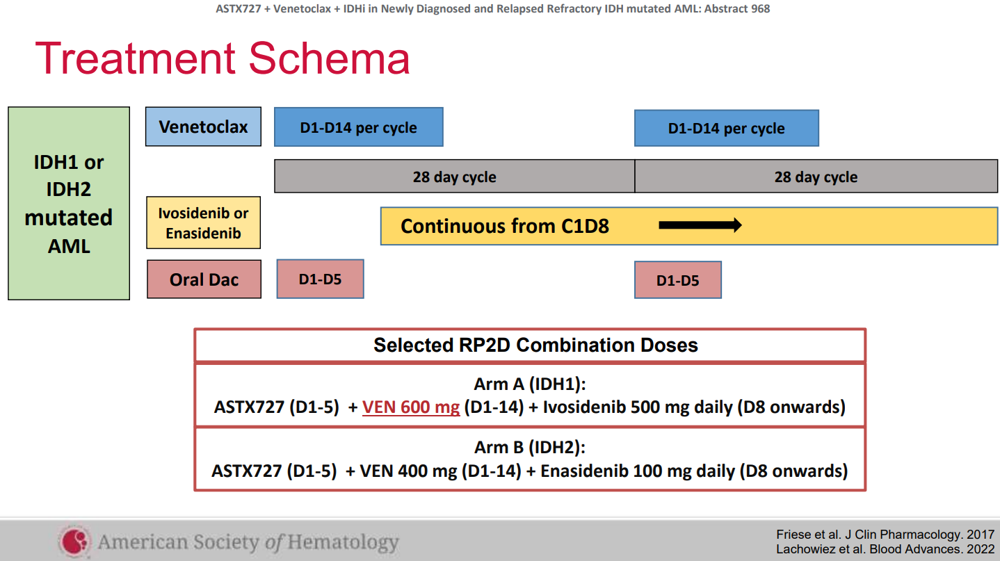 ASTX727 + Venetoclax + IDHi in Newly Diagnosed and Relapsed Refractory IDH mutated AML: Abstract 968
Treatment Schema
IDH1 or
IDH2
mutated
AML
Venetoclax
D1-D14 per cycle
D1-D14 per cycle
28 day cycle
28 day cycle
Ivosidenib or
Enasidenib
Continuous from C1D8
Oral Dac
D1-D5
D1-D5
Selected RP2D Combination Doses
Arm A (IDH1):
ASTX727 (D1-5) + VEN 600 mg (D1-14) + Ivosidenib 500 mg daily (D8 onwards)
Arm B (IDH2):
ASTX727 (D1-5) + VEN 400 mg (D1-14) + Enasidenib 100 mg daily (D8 onwards)
American Society of Hematology
Friese et al. J Clin Pharmacology. 2017
Lachowiez et al. Blood Advances. 2022